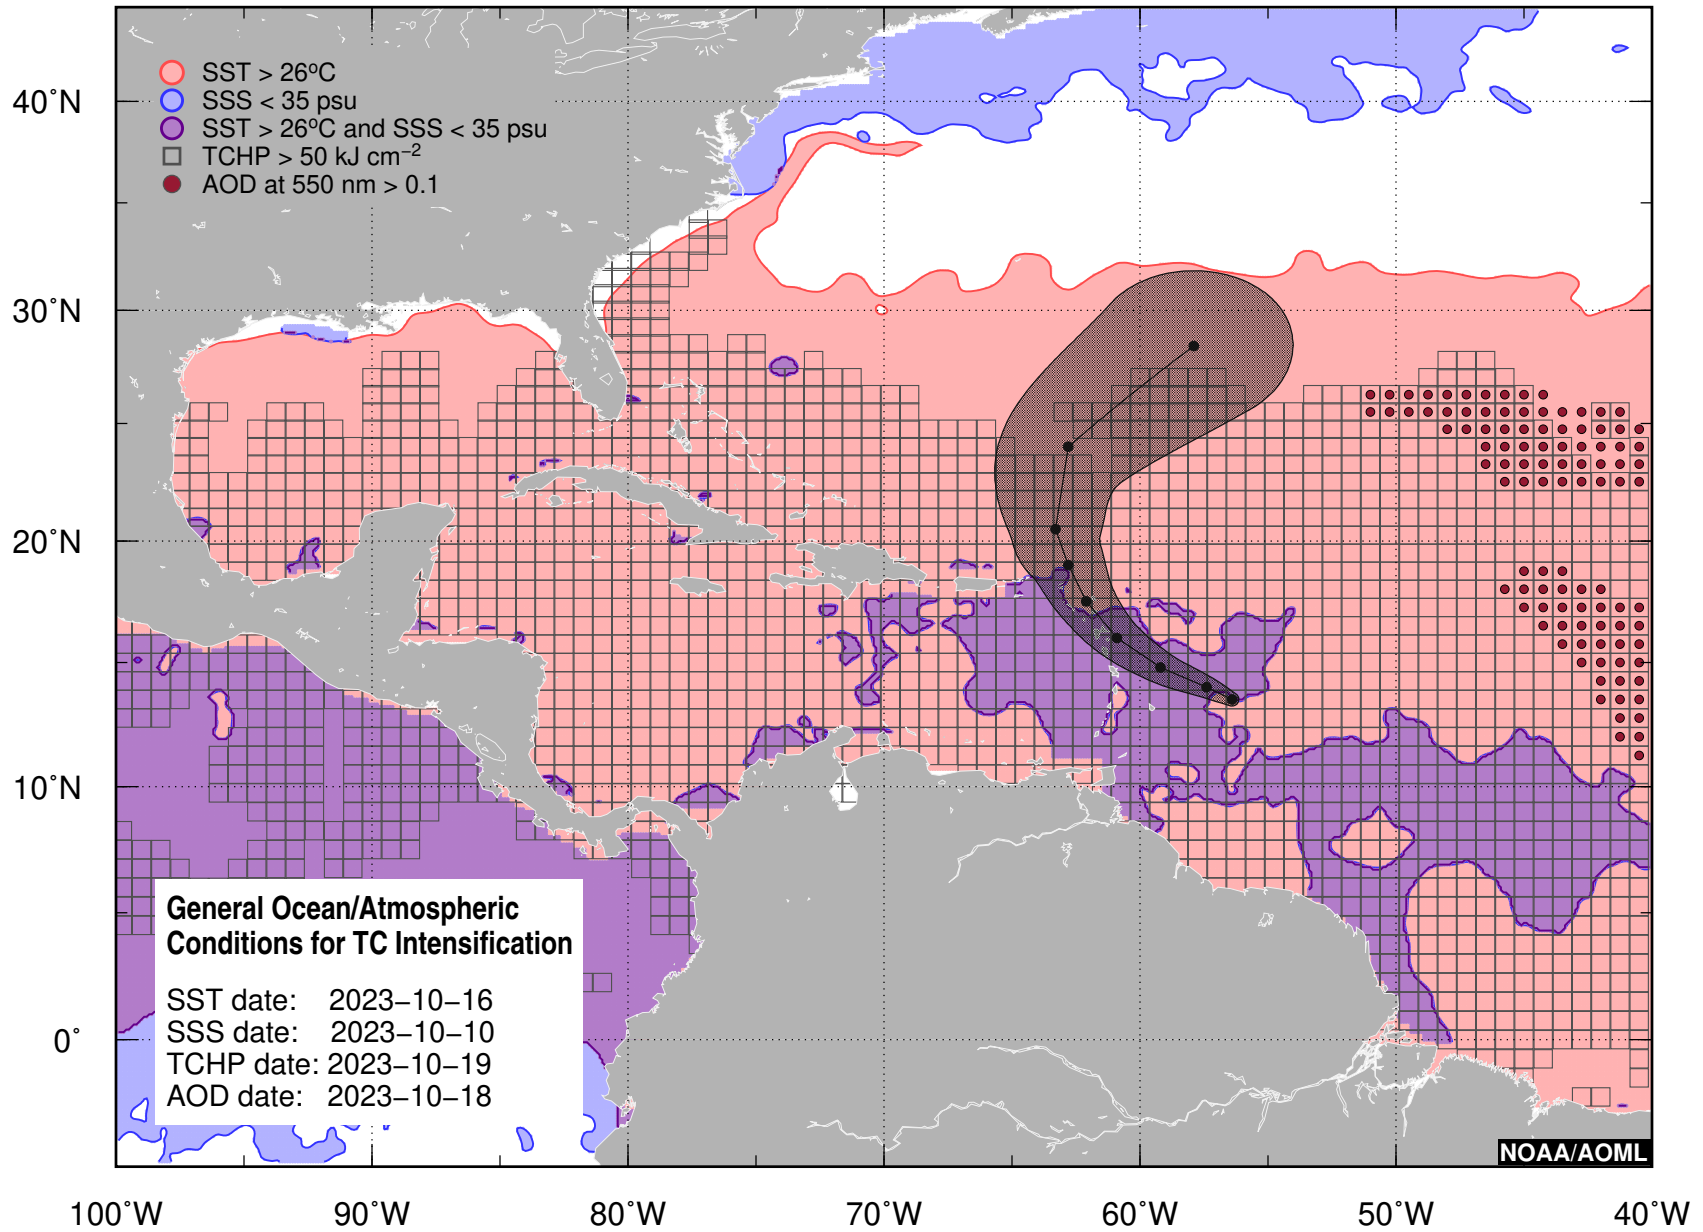 SST > 26°C
SSS < 35 psu
SST > 26°C and SSS < 35 psu
TCHP > 50 kJ cm⁻²
AOD at 550 nm > 0.1
40°N
30°N
20°N
10°N
0°
General Ocean/Atmospheric
Conditions for TC Intensification
SST date: 2023−10−16
SSS date: 2023−10−10
TCHP date: 2023−10−19
AOD date: 2023−10−18
NOAA/AOML
100°W 90°W 80°W 70°W 60°W 50°W 40°W